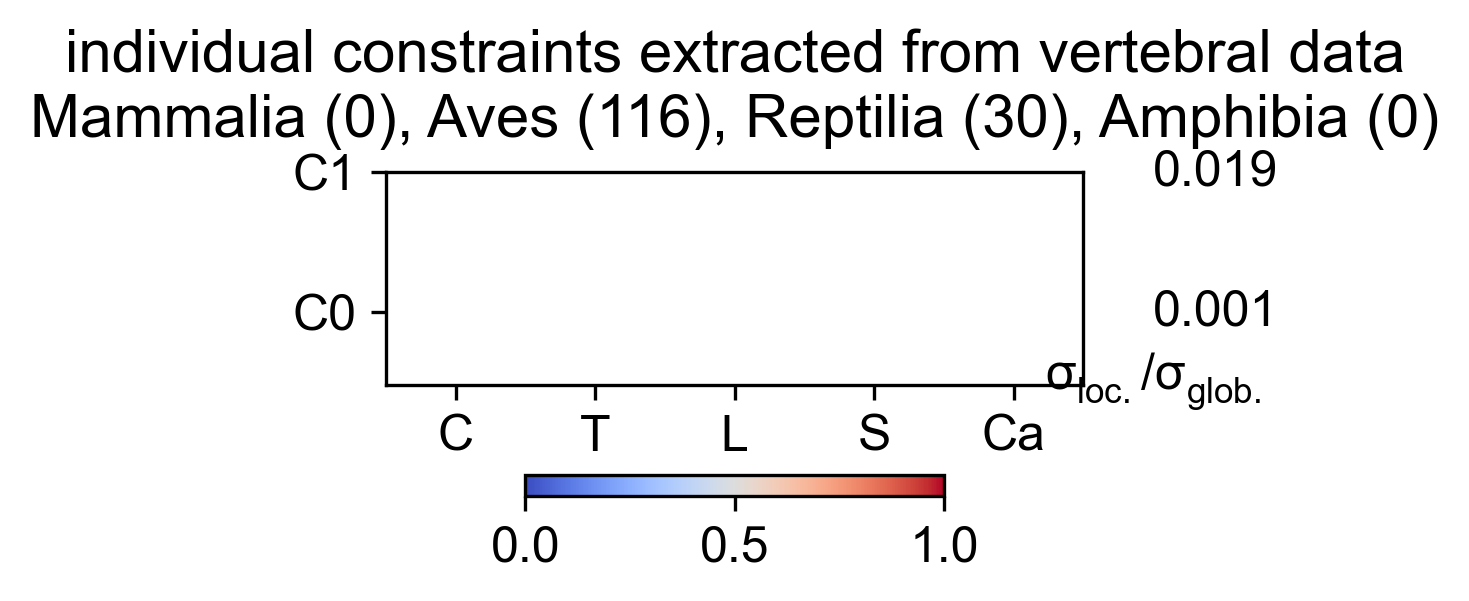 individual constraints extracted from vertebral data
Mammalia (0), Aves (116), Reptilia (30), Amphibia (0)
C1 0.019
C0 0.001
σloc. /σglob.
C T L S Ca
0.0 0.5 1.0